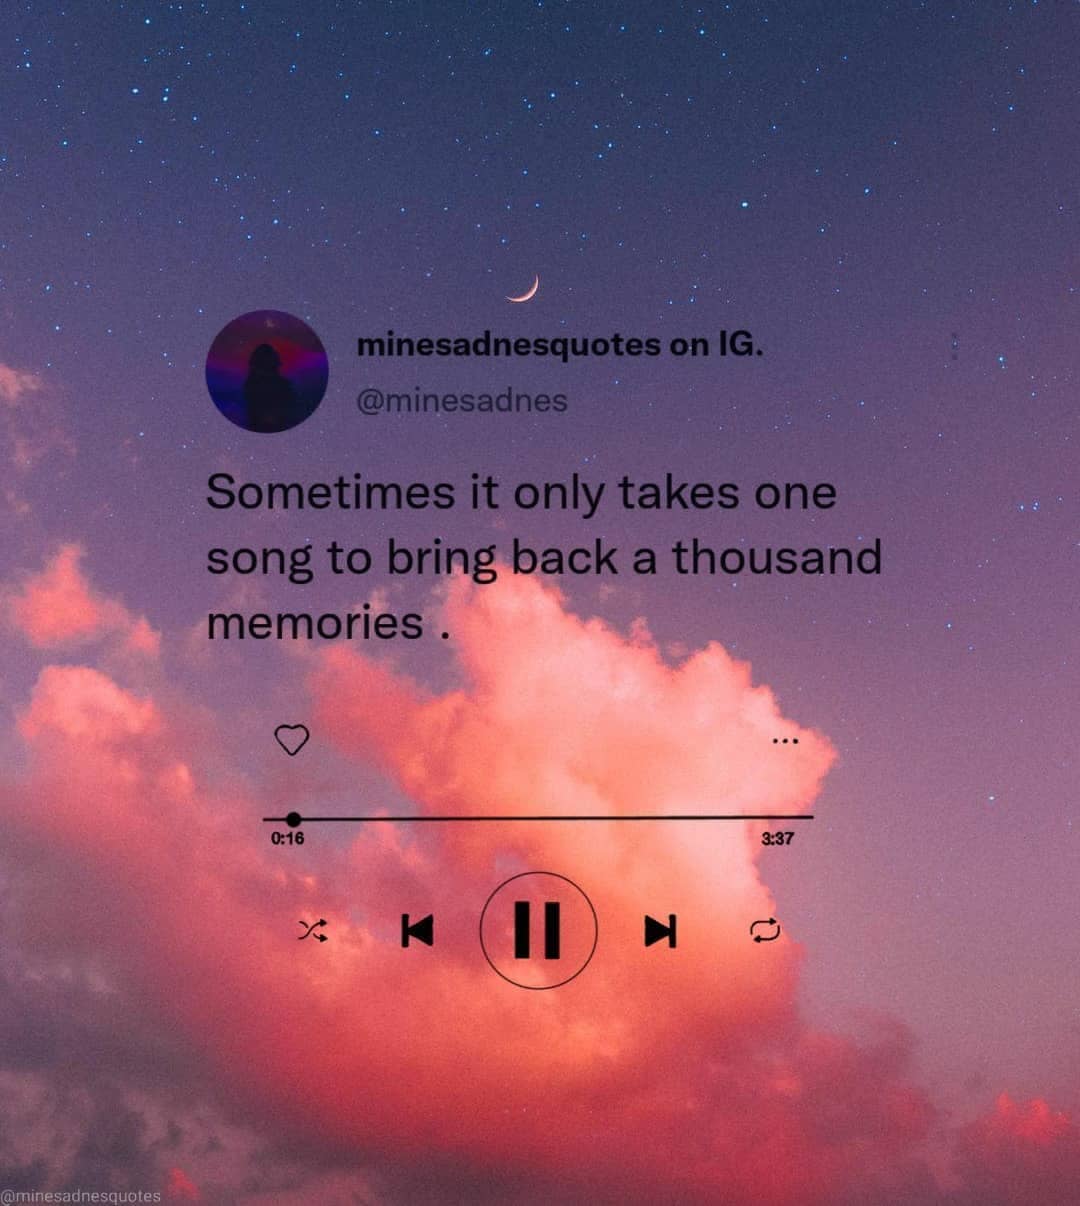 minesadnesquotes on IG.
@minesadnes
Sometimes it only takes one
song to bring back a thousand
memories .
0:16
3:37
@minesadnesquotes